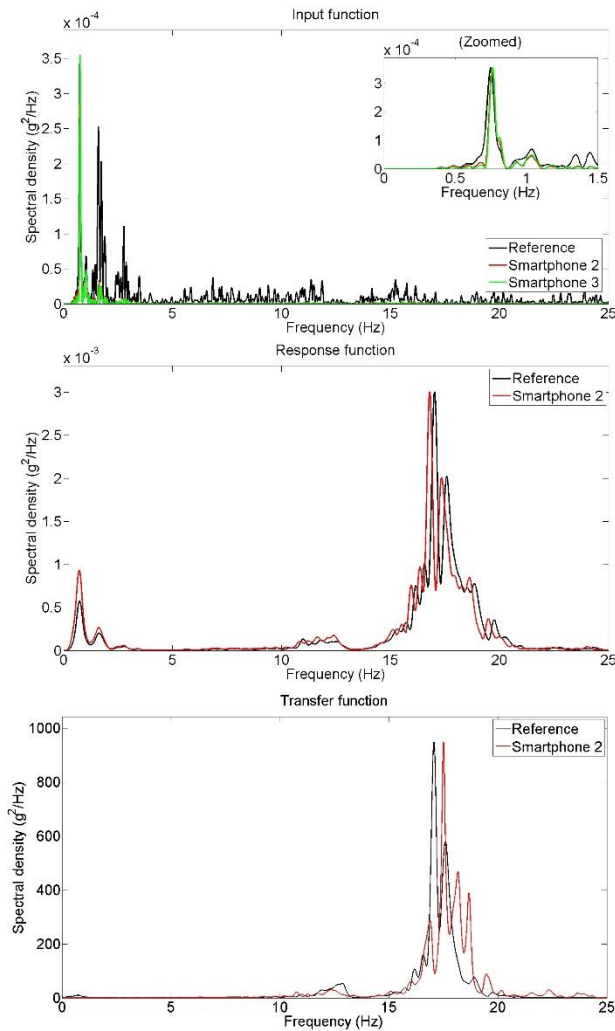 Input function
x 10⁻⁴
3.5
3
2.5
2
1.5
1
0.5
0
Spectral density (g²/Hz)
0 5 10 15 20 25
Frequency (Hz)
(Zoomed)
x 10⁻⁴
3
2
1
0
0 0.5 1 1.5
Frequency (Hz)
Reference
Smartphone 2
Smartphone 3
Response function
x 10⁻³
3
2.5
2
1.5
1
0.5
0
Spectral density (g²/Hz)
0 5 10 15 20 25
Frequency (Hz)
Reference
Smartphone 2
Transfer function
1000
800
600
400
200
0
Spectral density (g²/Hz)
0 5 10 15 20 25
Frequency (Hz)
Reference
Smartphone 2